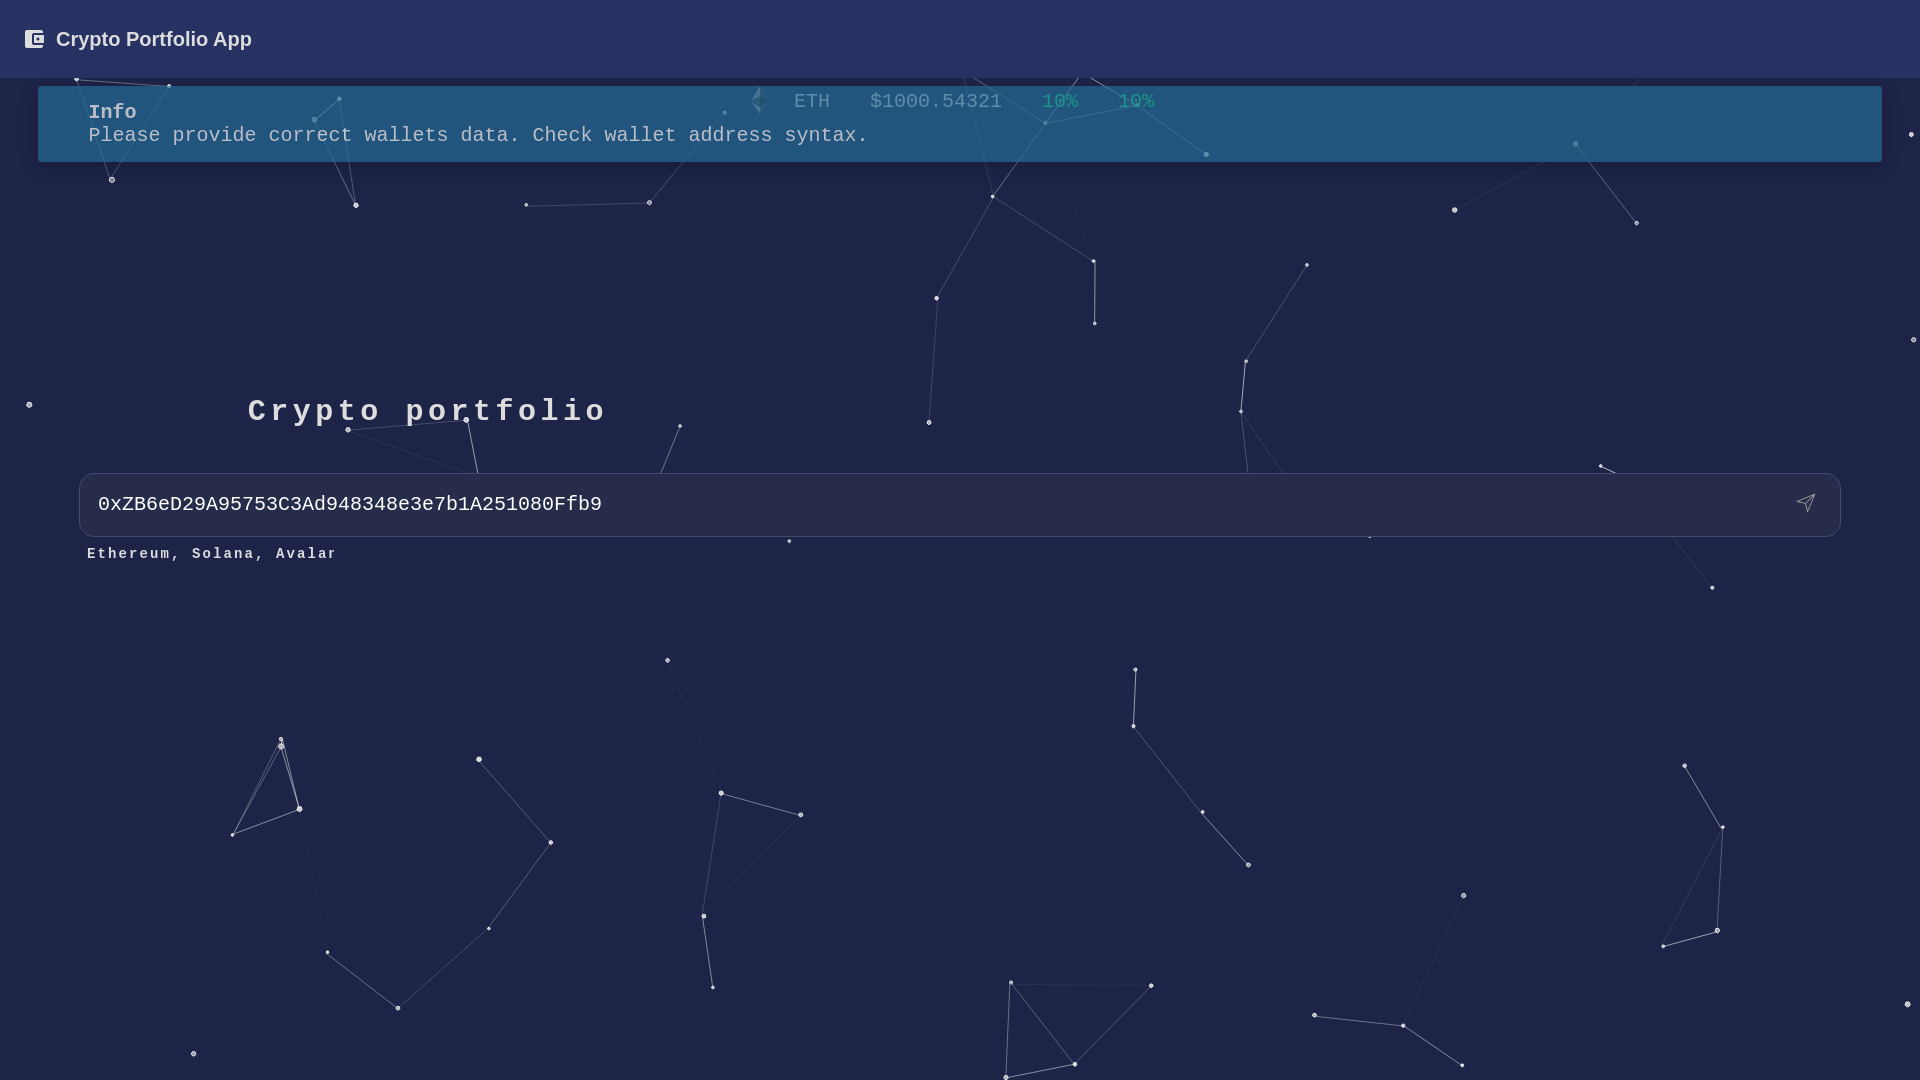 Crypto Portfolio App
ETH $1000.54321 10% 10%
Info
Please provide correct wallets data. Check wallet address syntax.
Crypto portfolio
0xZB6eD29A95753C3Ad948348e3e7b1A251080Ffb9
Ethereum, Solana, Avalar